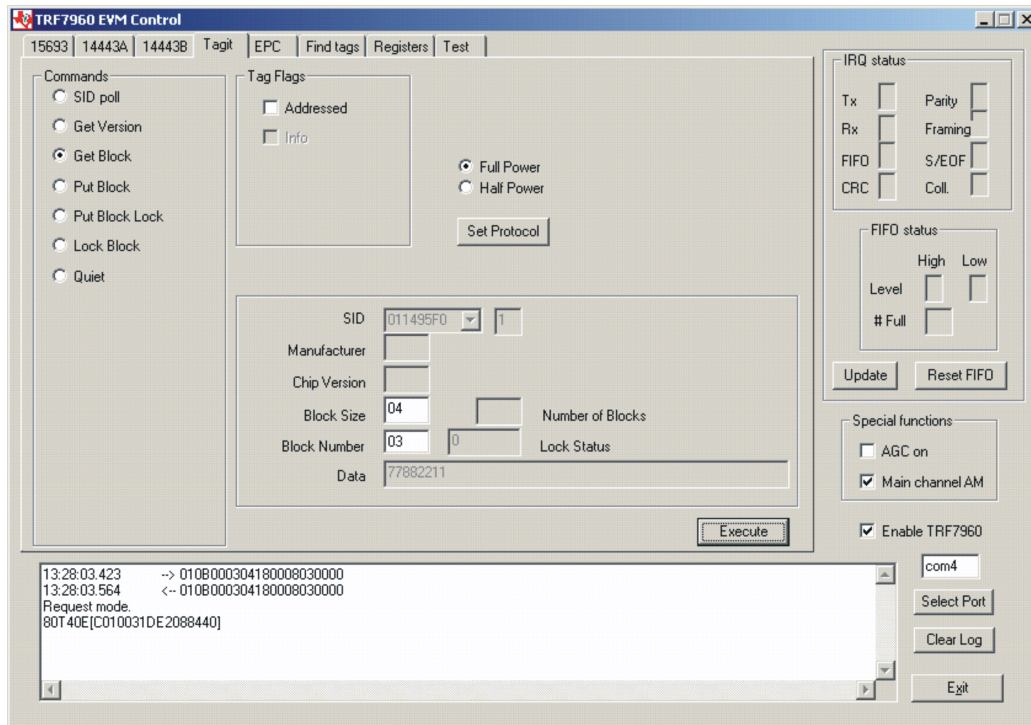 TRF7960 EVM Control
15693
14443A
14443B
Tagit
EPC
Find tags
Registers
Test
Commands
SID poll
Get Version
Get Block
Put Block
Put Block Lock
Lock Block
Quiet
Tag Flags
Addressed
Info
Full Power
Half Power
Set Protocol
SID 011495F0 1
Manufacturer
Chip Version
Block Size 04 Number of Blocks
Block Number 03 0 Lock Status
Data 77882211
Execute
IRQ status
Tx Parity
Rx Framing
FIFO S/EOF
CRC Coll.
FIFO status
High Low
Level
# Full
Update Reset FIFO
Special functions
AGC on
Main channel AM
Enable TRF7960
com4
Select Port
Clear Log
Exit
13:28:03.423 --> 010B000304180008030000
13:28:03.564 <-- 010B000304180008030000
Request mode.
80T40E[C010031DE2088440]